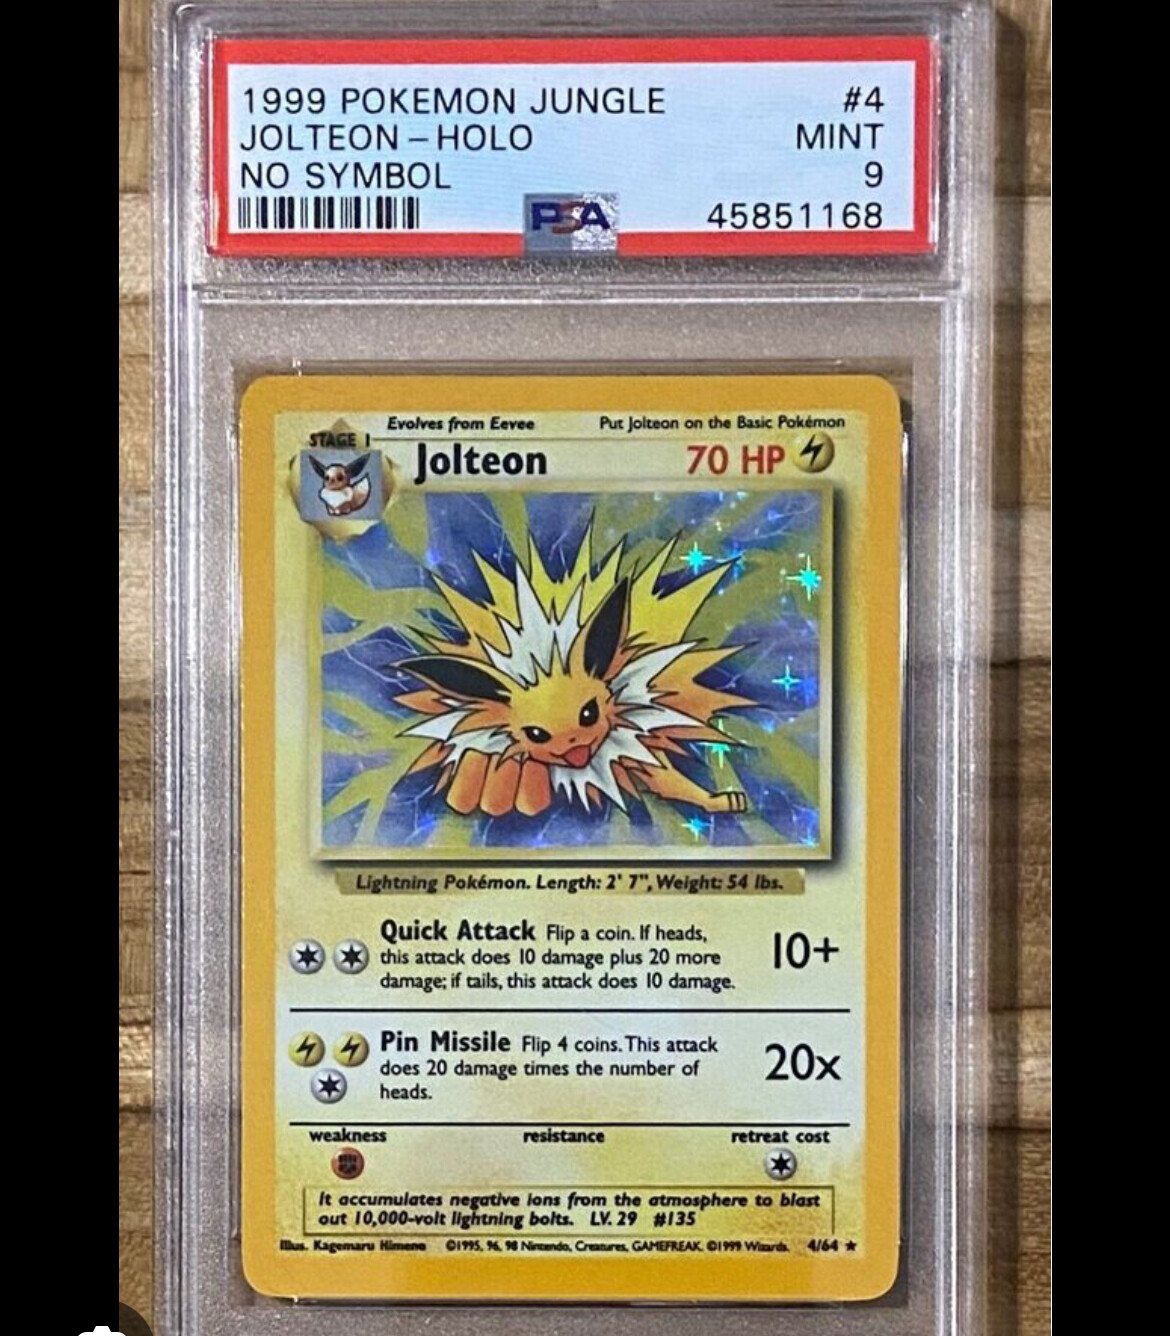 1999 POKEMON JUNGLE #4
JOLTEON – HOLO MINT
NO SYMBOL 9
PSA 45851168
Evolves from Eevee Put Jolteon on the Basic Pokémon
STAGE 1
Jolteon 70 HP
Lightning Pokémon. Length: 2' 7", Weight: 54 lbs.
Quick Attack Flip a coin. If heads,
this attack does 10 damage plus 20 more
damage; if tails, this attack does 10 damage.
10+
Pin Missile Flip 4 coins. This attack
does 20 damage times the number of
heads.
20x
weakness resistance retreat cost
It accumulates negative ions from the atmosphere to blast
out 10,000-volt lightning bolts. LV. 29 #135
Illus. Kagemaru Himeno ©1995, 96, 98 Nintendo, Creatures, GAMEFREAK. ©1999 Wizards. 4/64 ★